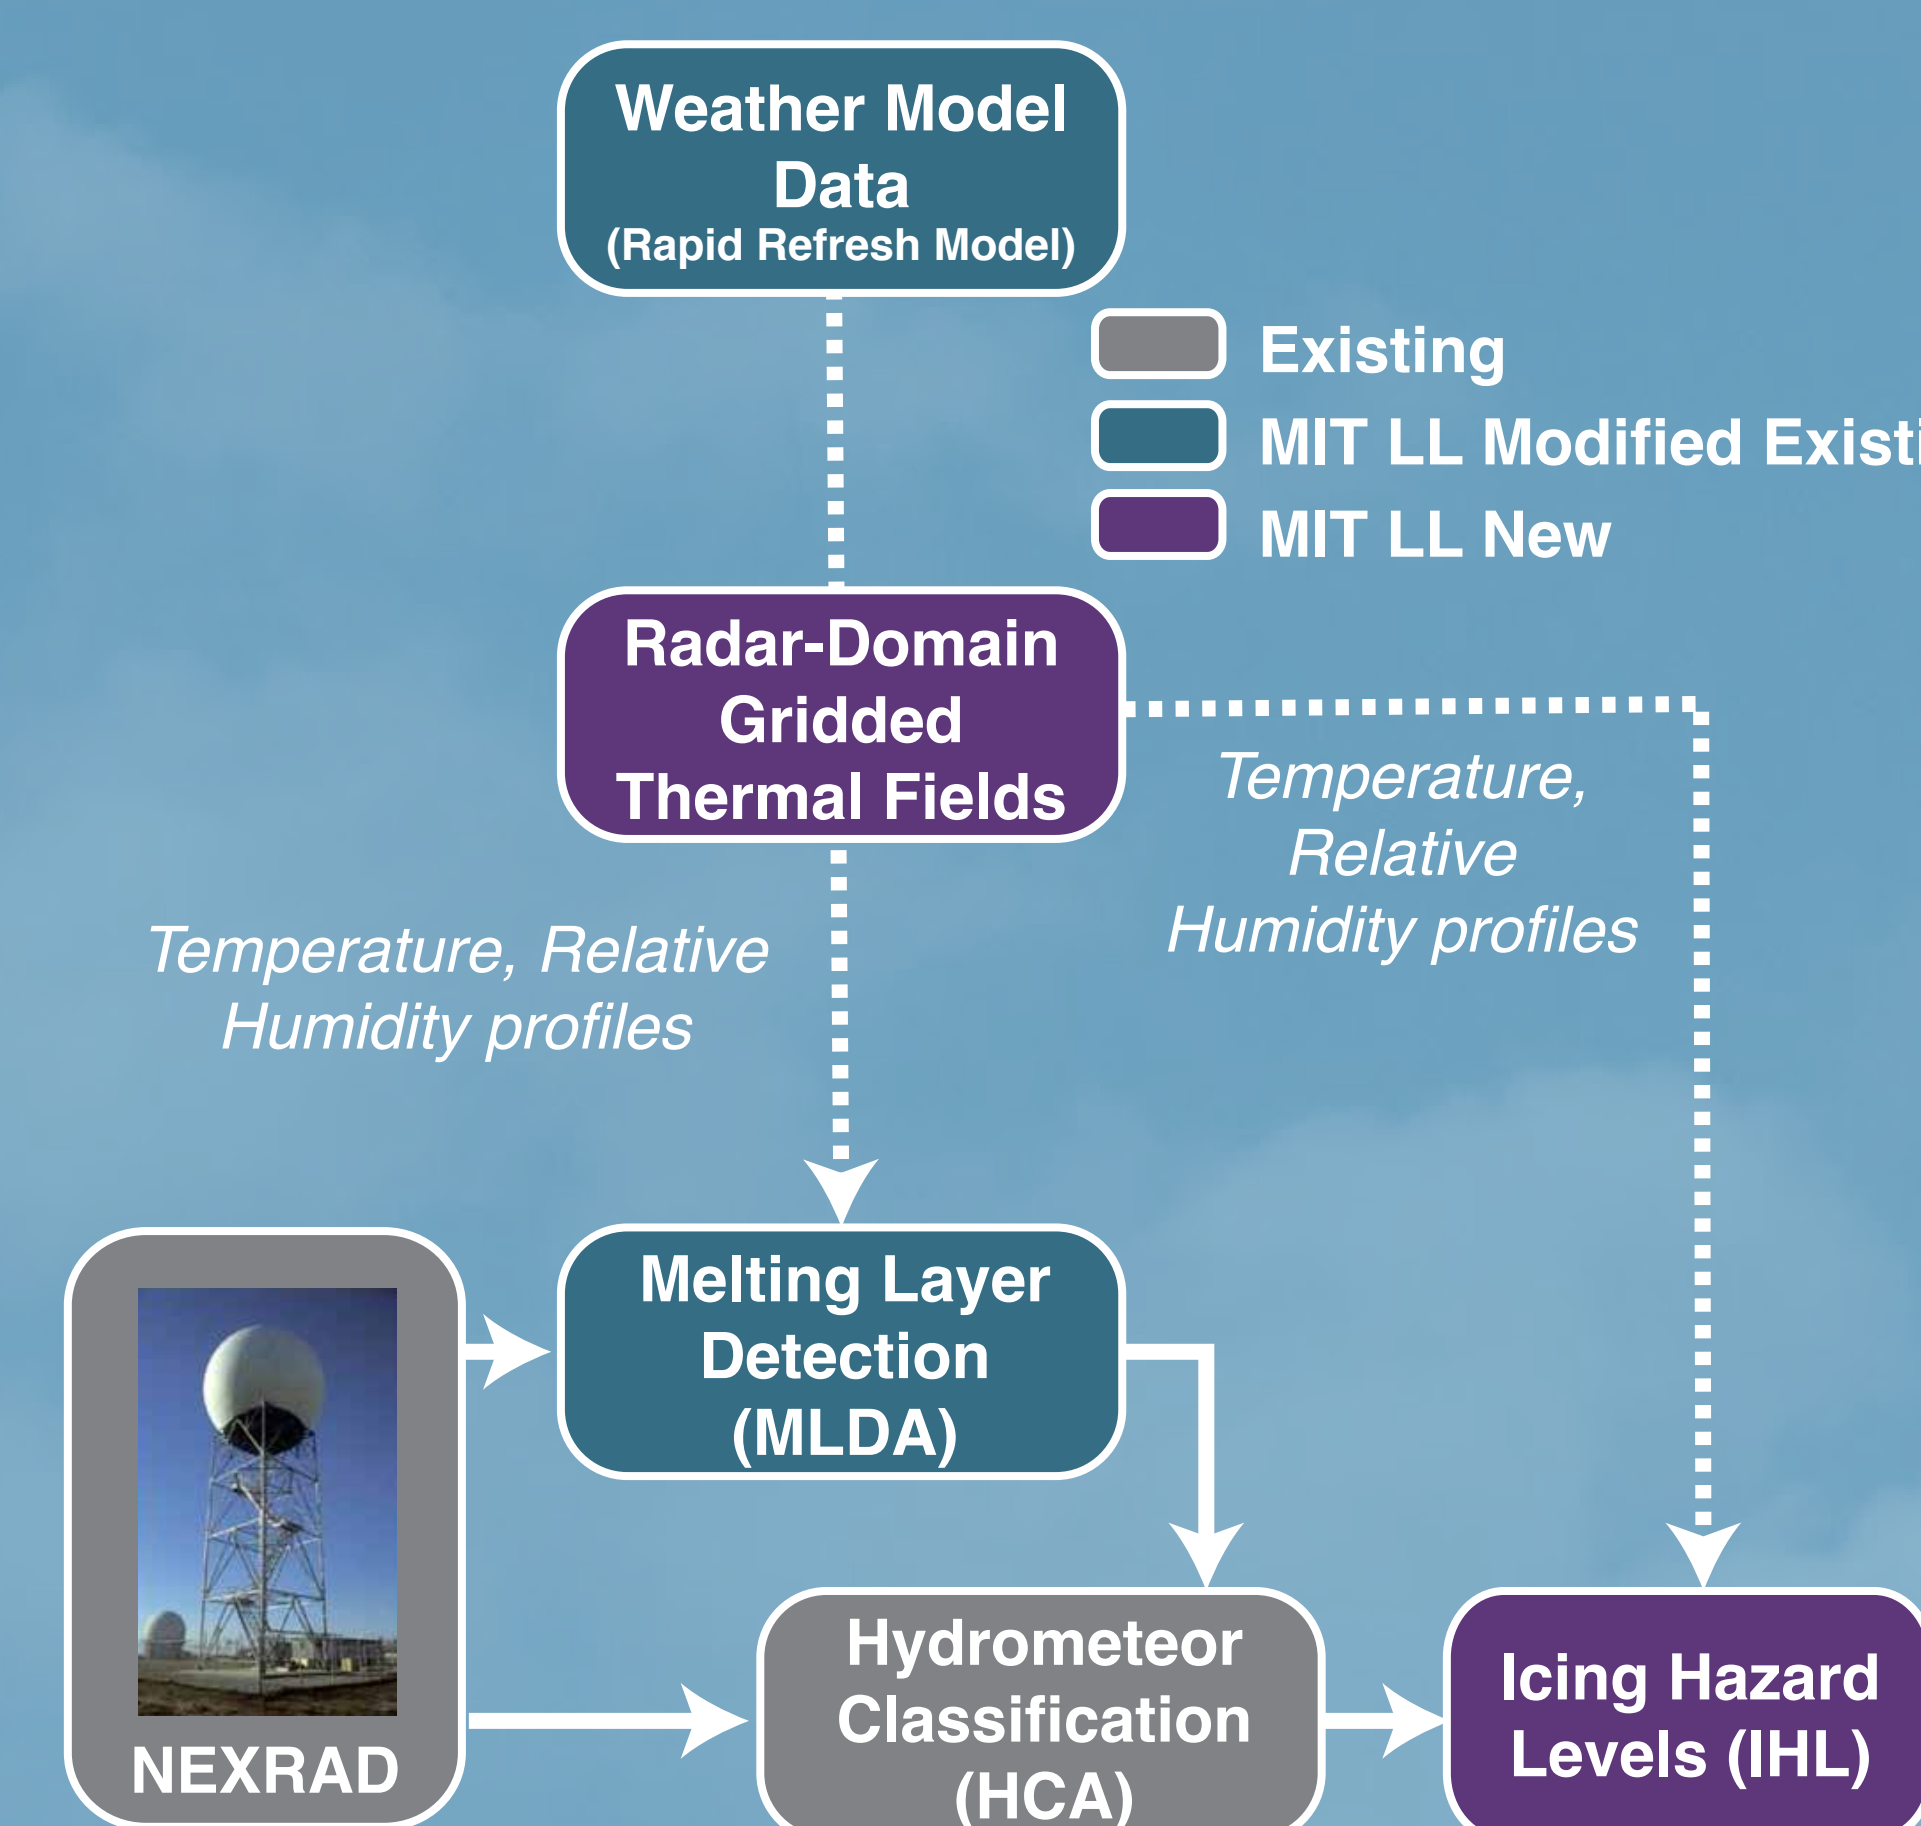 Weather Model
Data
(Rapid Refresh Model)
Existing
MIT LL Modified Existi
MIT LL New
Radar-Domain
Gridded
Thermal Fields
Temperature,
Relative
Humidity profiles
Temperature, Relative
Humidity profiles
Melting Layer
Detection
(MLDA)
NEXRAD
Hydrometeor
Classification
(HCA)
Icing Hazard
Levels (IHL)